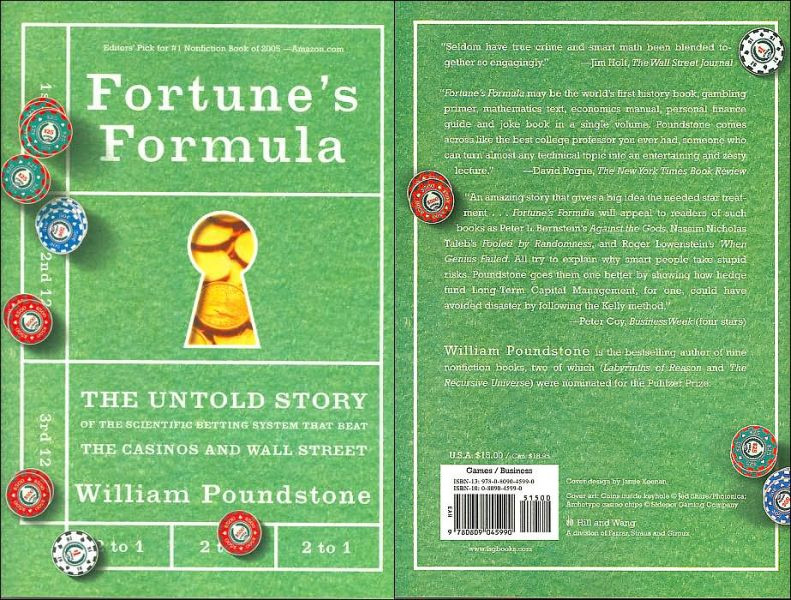 Editors' Pick for #1 Nonfiction Book of 2005 —Amazon.com
Fortune's
Formula
2nd 12
3rd 12
THE UNTOLD STORY
OF THE SCIENTIFIC BETTING SYSTEM THAT BEAT
THE CASINOS AND WALL STREET
William Poundstone
2 to 1
2 to 1
"Seldom have true crime and smart math been blended to-
gether so engagingly." —Jim Holt, The Wall Street Journal
"Fortune's Formula may be the world's first history book, gambling
primer, mathematics text, economics manual, personal finance
guide and joke book in a single volume. Poundstone comes
across like the best college professor you ever had, someone who
can turn almost any technical topic into an entertaining and zesty
lecture." —David Pogue, The New York Times Book Review
"An amazing story that gives a big idea the needed star treat-
ment . . . Fortune's Formula will appeal to readers of such
books as Peter L. Bernstein's Against the Gods, Nassim Nicholas
Taleb's Fooled by Randomness, and Roger Lowenstein's When
Genius Failed. All try to explain why smart people take stupid
risks. Poundstone goes them one better by showing how hedge
fund Long-Term Capital Management, for one, could have
avoided disaster by following the Kelly method."
—Peter Coy, BusinessWeek (four stars)
William Poundstone is the bestselling author of nine
nonfiction books, two of which (Labyrinths of Reason and The
Recursive Universe) were nominated for the Pulitzer Prize.
U.S.A. $15.00 / Can. $18.95
Games / Business
ISBN-13: 978-0-8090-4599-0
ISBN-10: 0-8090-4599-0
51500
EAN
9 780809 045990
www.fsgbooks.com
Cover design by Jamie Keenan
Cover art: Coins inside keyhole © Jed Share/Photonica;
Archetype casino chips © Sidepot Gaming Company
Hill and Wang
A division of Farrar, Straus and Giroux